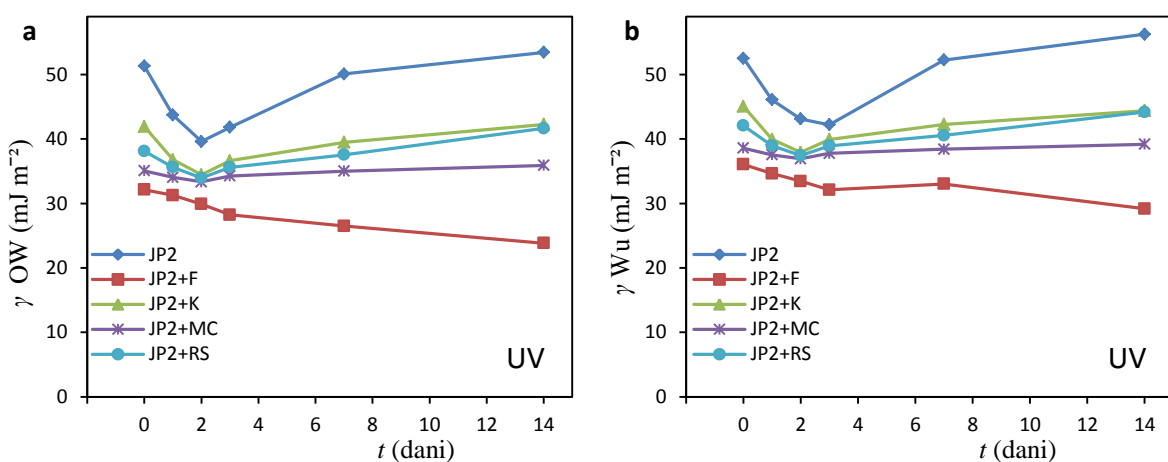 a
γ OW (mJ m⁻²)
50
40
30
20
10
0
JP2
JP2+F
JP2+K
JP2+MC
JP2+RS
UV
0 2 4 6 8 10 12 14
t (dani)
b
γ Wu (mJ m⁻²)
50
40
30
20
10
0
JP2
JP2+F
JP2+K
JP2+MC
JP2+RS
UV
0 2 4 6 8 10 12 14
t (dani)